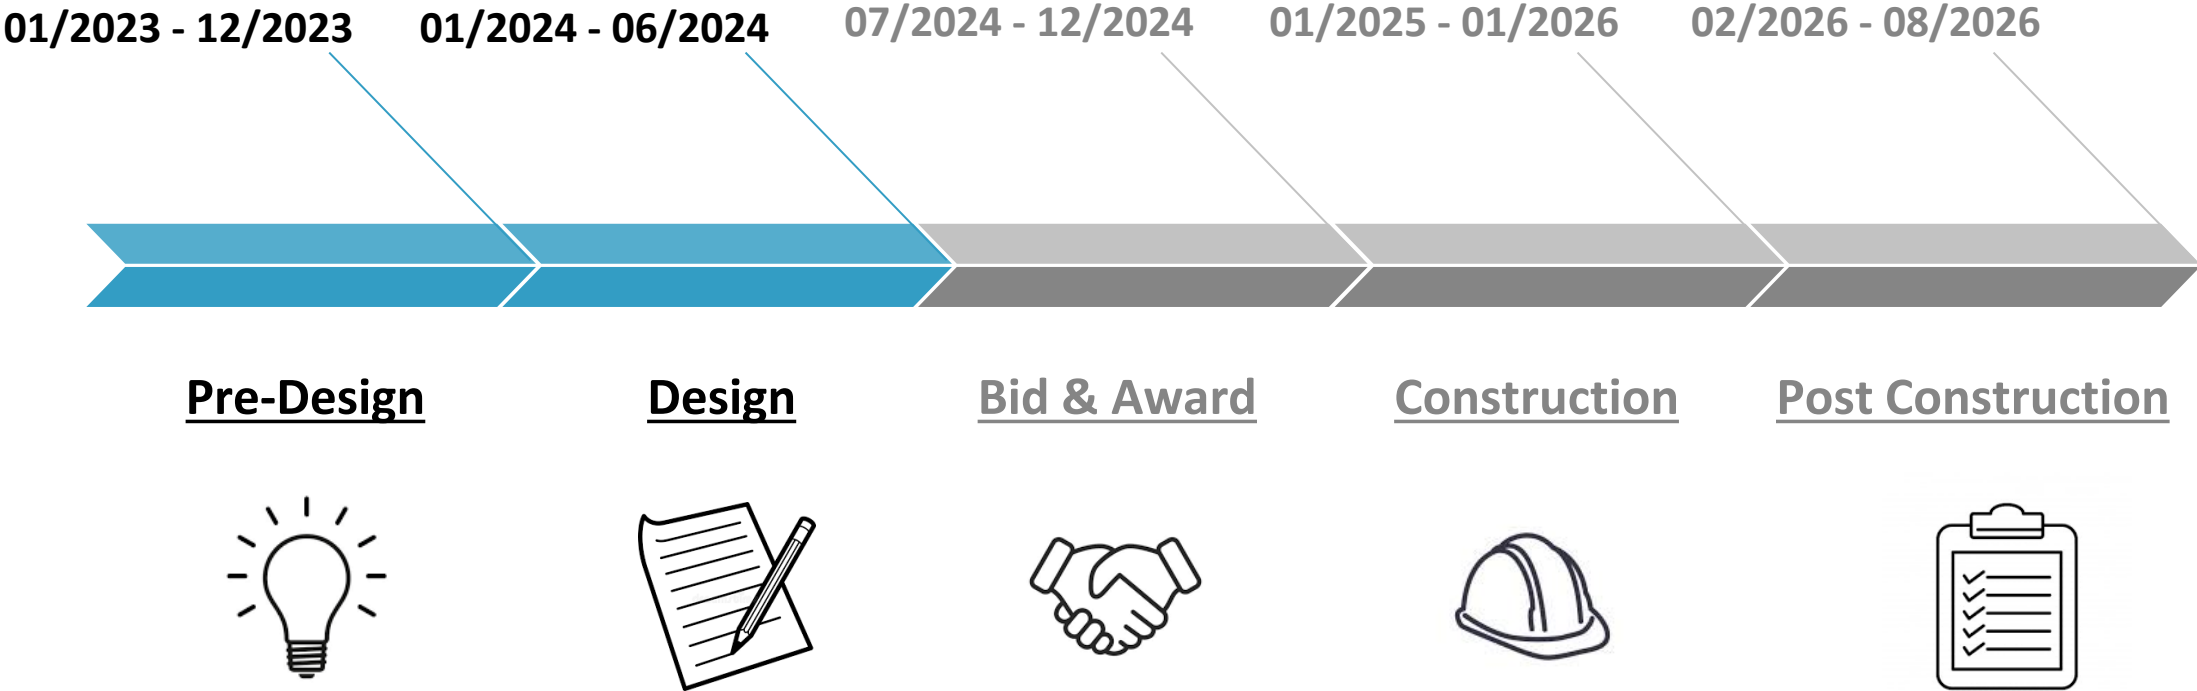 01/2023 - 12/2023
01/2024 - 06/2024
07/2024 - 12/2024
01/2025 - 01/2026
02/2026 - 08/2026
Pre-Design
Design
Bid & Award
Construction
Post Construction